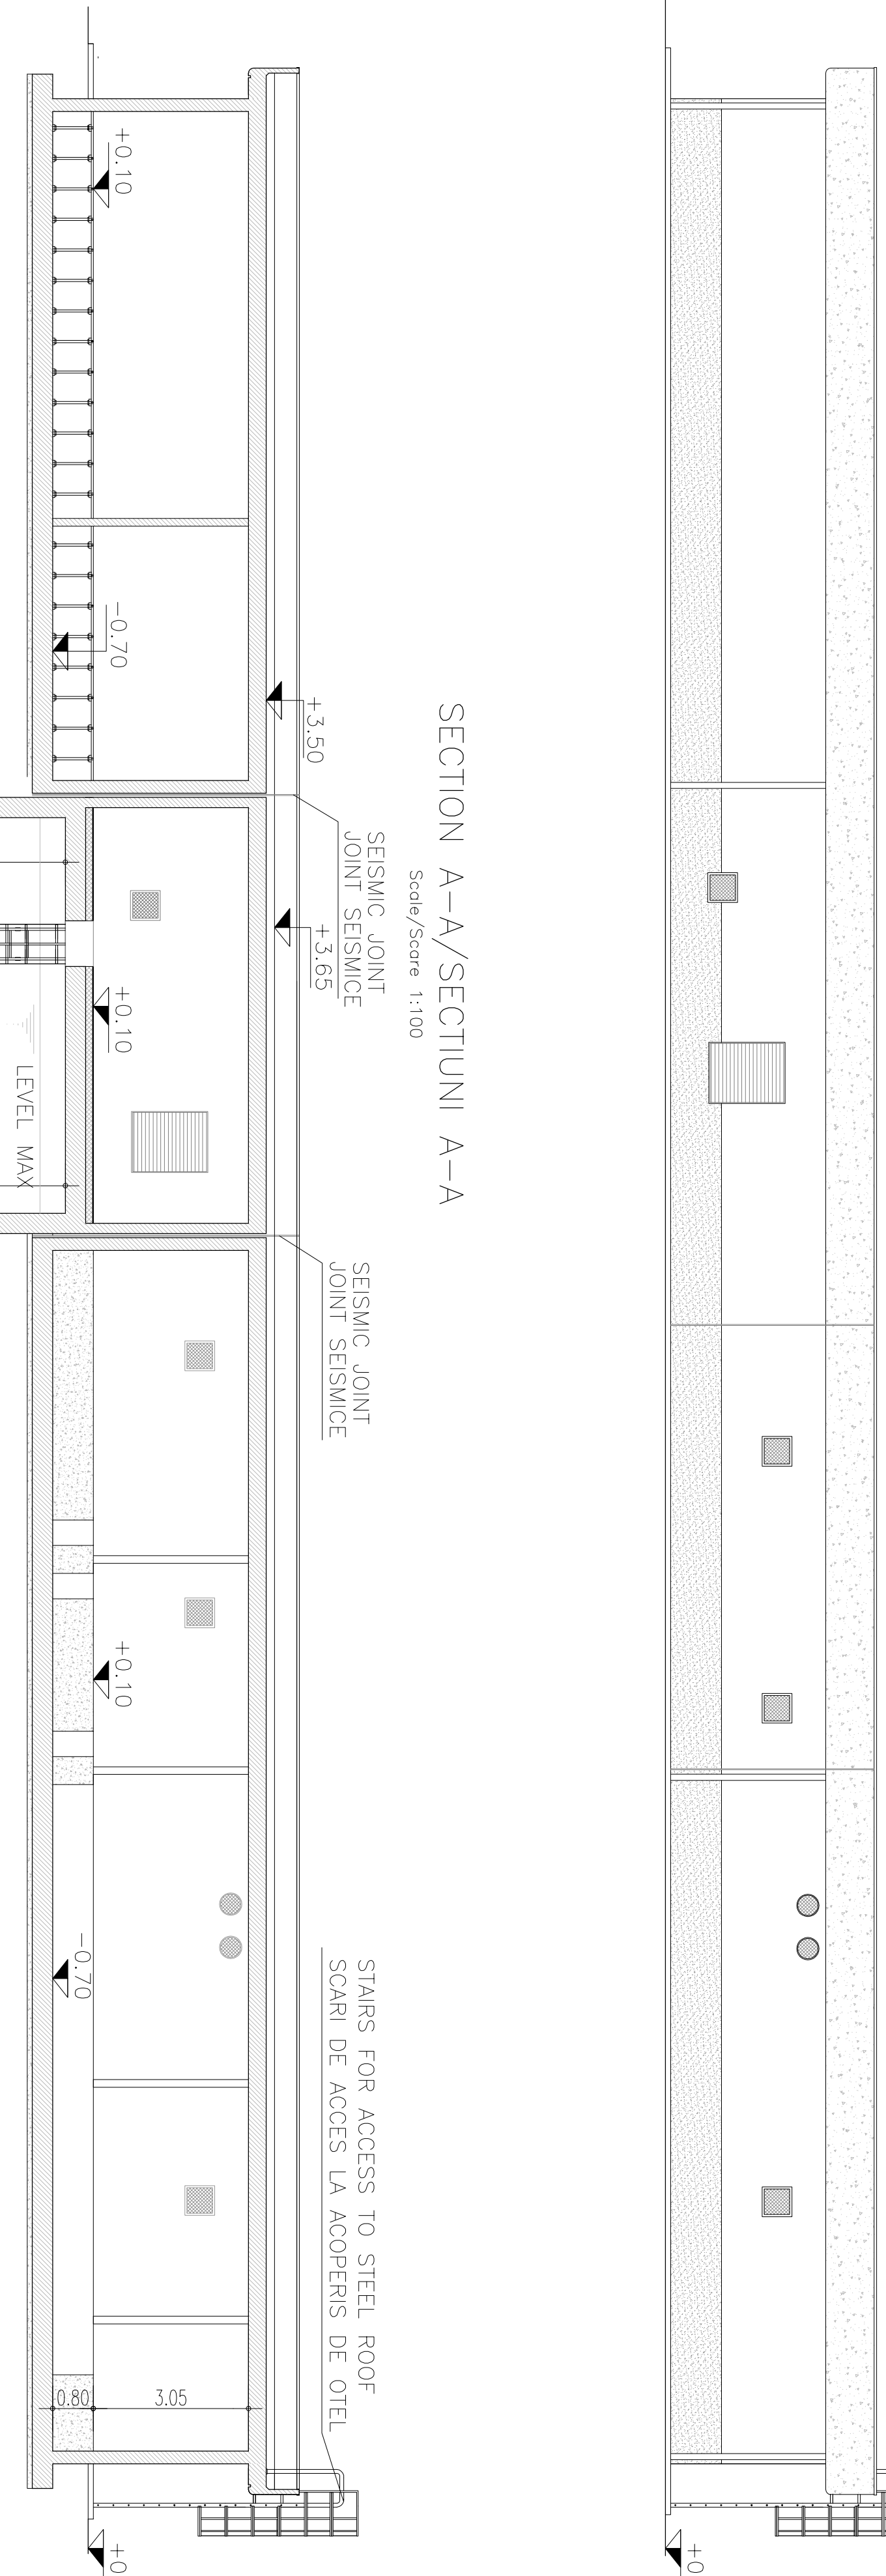 SECTION A-A/SECTIUNI A-A
Scale/Scare 1:100
+3.50
+3.65
SEISMIC JOINT
JOINT SEISMICE
SEISMIC JOINT
JOINT SEISMICE
STAIRS FOR ACCESS TO STEEL ROOF
SCARI DE ACCES LA ACOPERIS DE OTEL
+0.10
-0.70
+0.10
LEVEL MAX
+0.10
-0.70
0.80
3.05
+0
+0